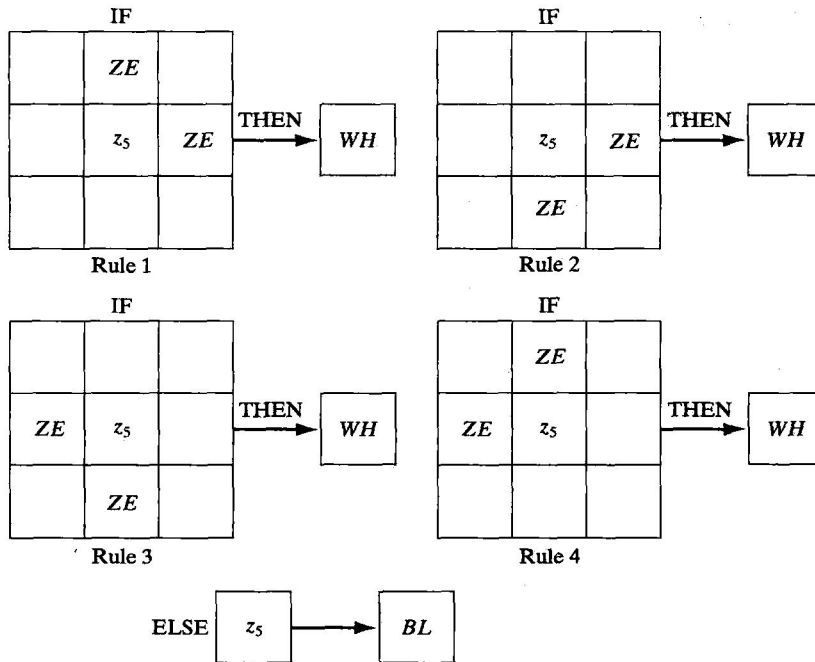 IF IF
ZE
z5 ZE THEN WH z5 ZE THEN WH
ZE
Rule 1 Rule 2
IF IF
ZE
ZE z5 THEN WH ZE z5 THEN WH
ZE
Rule 3 Rule 4
ELSE z5 BL